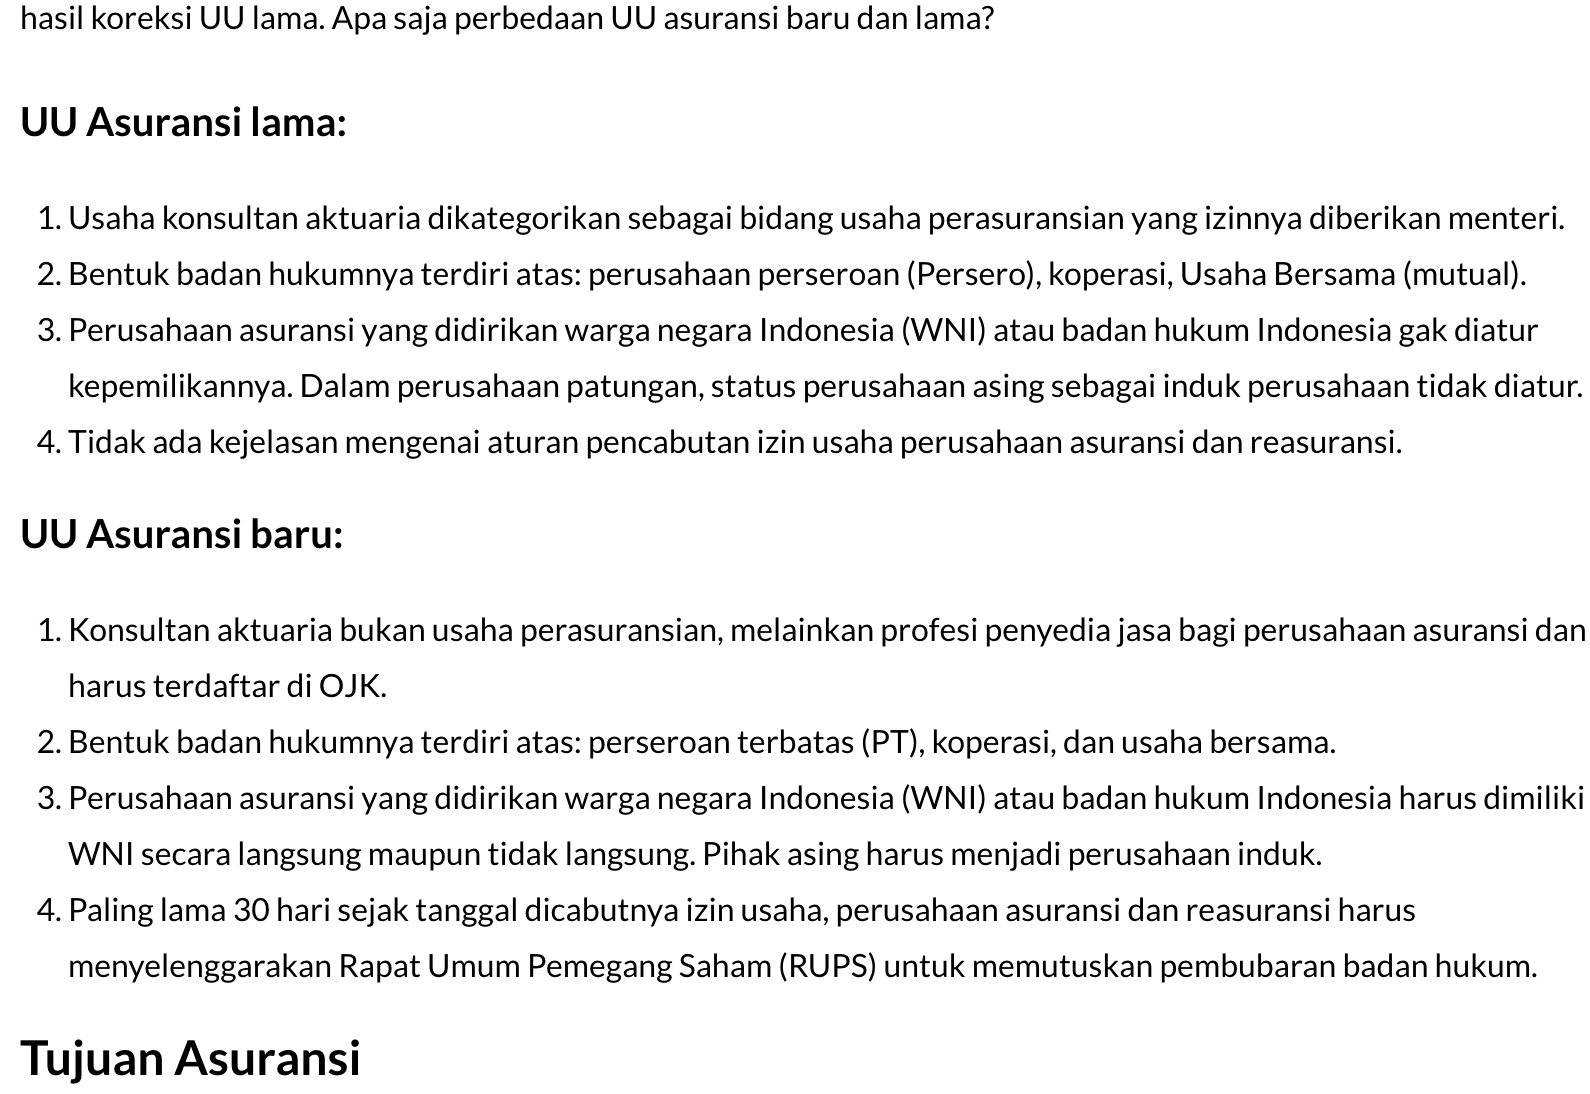 hasil koreksi UU lama. Apa saja perbedaan UU asuransi baru dan lama?
UU Asuransi lama:
1. Usaha konsultan aktuaria dikategorikan sebagai bidang usaha perasuransian yang izinnya diberikan menteri.
2. Bentuk badan hukumnya terdiri atas: perusahaan perseroan (Persero), koperasi, Usaha Bersama (mutual).
3. Perusahaan asuransi yang didirikan warga negara Indonesia (WNI) atau badan hukum Indonesia gak diatur
kepemilikannya. Dalam perusahaan patungan, status perusahaan asing sebagai induk perusahaan tidak diatur.
4. Tidak ada kejelasan mengenai aturan pencabutan izin usaha perusahaan asuransi dan reasuransi.
UU Asuransi baru:
1. Konsultan aktuaria bukan usaha perasuransian, melainkan profesi penyedia jasa bagi perusahaan asuransi dan
harus terdaftar di OJK.
2. Bentuk badan hukumnya terdiri atas: perseroan terbatas (PT), koperasi, dan usaha bersama.
3. Perusahaan asuransi yang didirikan warga negara Indonesia (WNI) atau badan hukum Indonesia harus dimiliki
WNI secara langsung maupun tidak langsung. Pihak asing harus menjadi perusahaan induk.
4. Paling lama 30 hari sejak tanggal dicabutnya izin usaha, perusahaan asuransi dan reasuransi harus
menyelenggarakan Rapat Umum Pemegang Saham (RUPS) untuk memutuskan pembubaran badan hukum.
Tujuan Asuransi